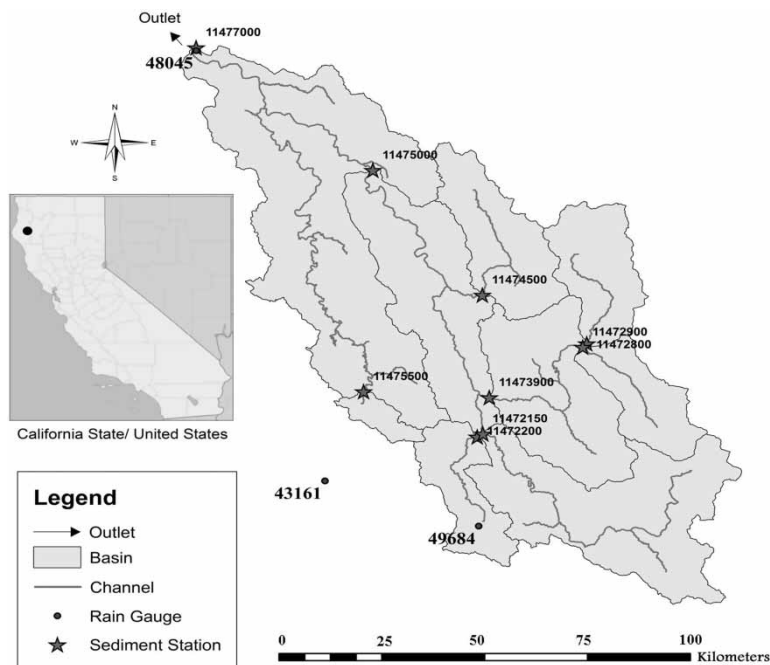 Outlet
11477000
48045
N
W E
S
11475000
11474500
11472900
11472800
11475500
11473900
11472150
11472200
California State/ United States
43161
49684
Legend
Outlet
Basin
Channel
Rain Gauge
Sediment Station
0 25 50 100
Kilometers